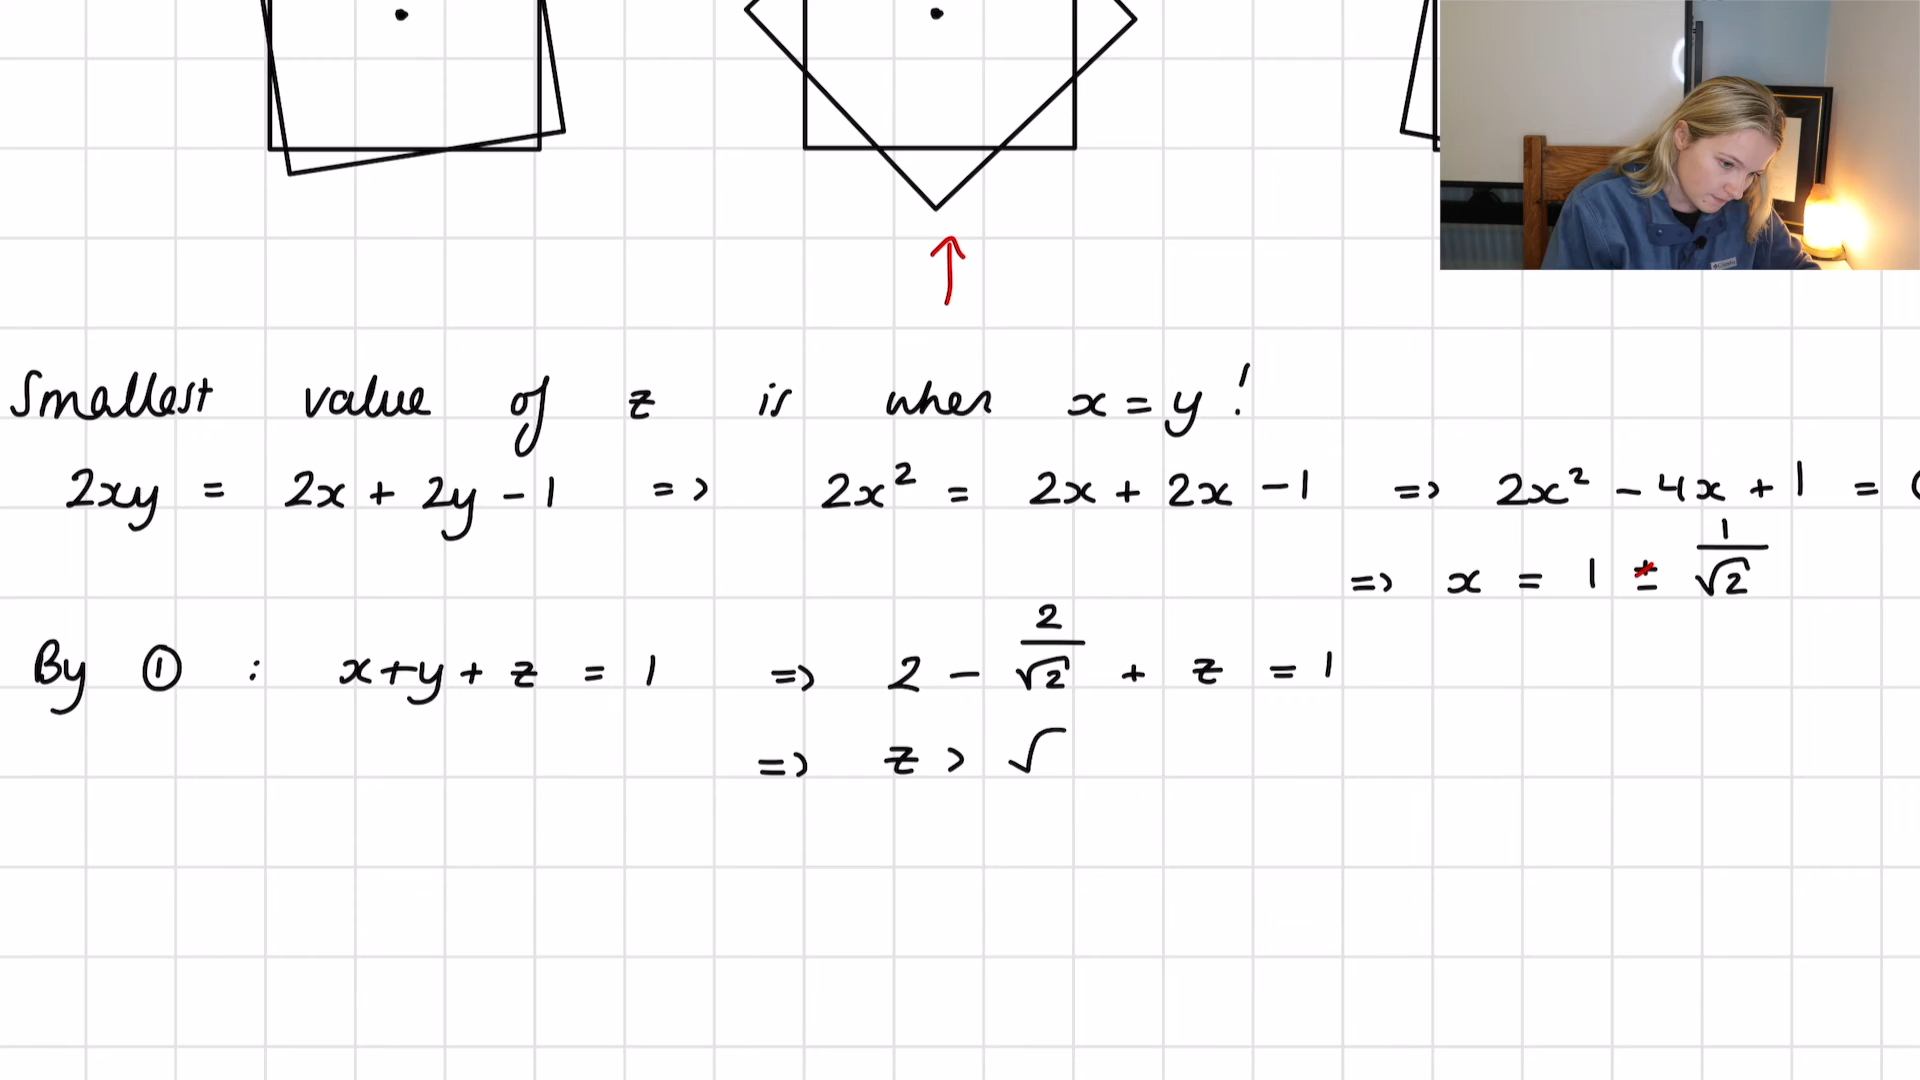 Smallest value of z is when x = y !
2xy = 2x + 2y - 1 => 2x² = 2x + 2x - 1 => 2x² - 4x + 1 = 0
=> x = 1 ± 1/√2
By ① : x + y + z = 1 => 2 - 2/√2 + z = 1
=> z > √